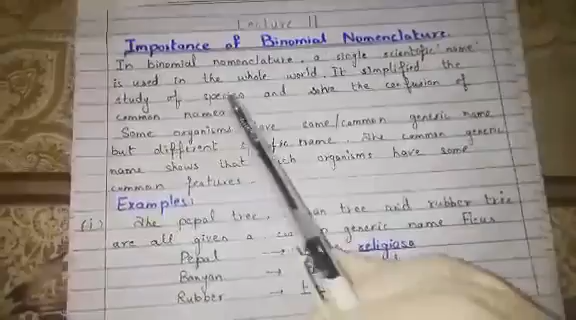 Lecture 11
Importance of Binomial Nomenclature.
In binomial nomenclature, a single scientific name
is used in the whole world. It simplified the
study of species and solve the confusion of
common names
Some organisms have same/common generic name
but different name. The common generic
name shows that such organisms have some
common features.
Examples:
(i) The pepal tree, tree and rubber tree
are all given a generic name Ficus
Pepal → religiosa
Banyan →
Rubber →